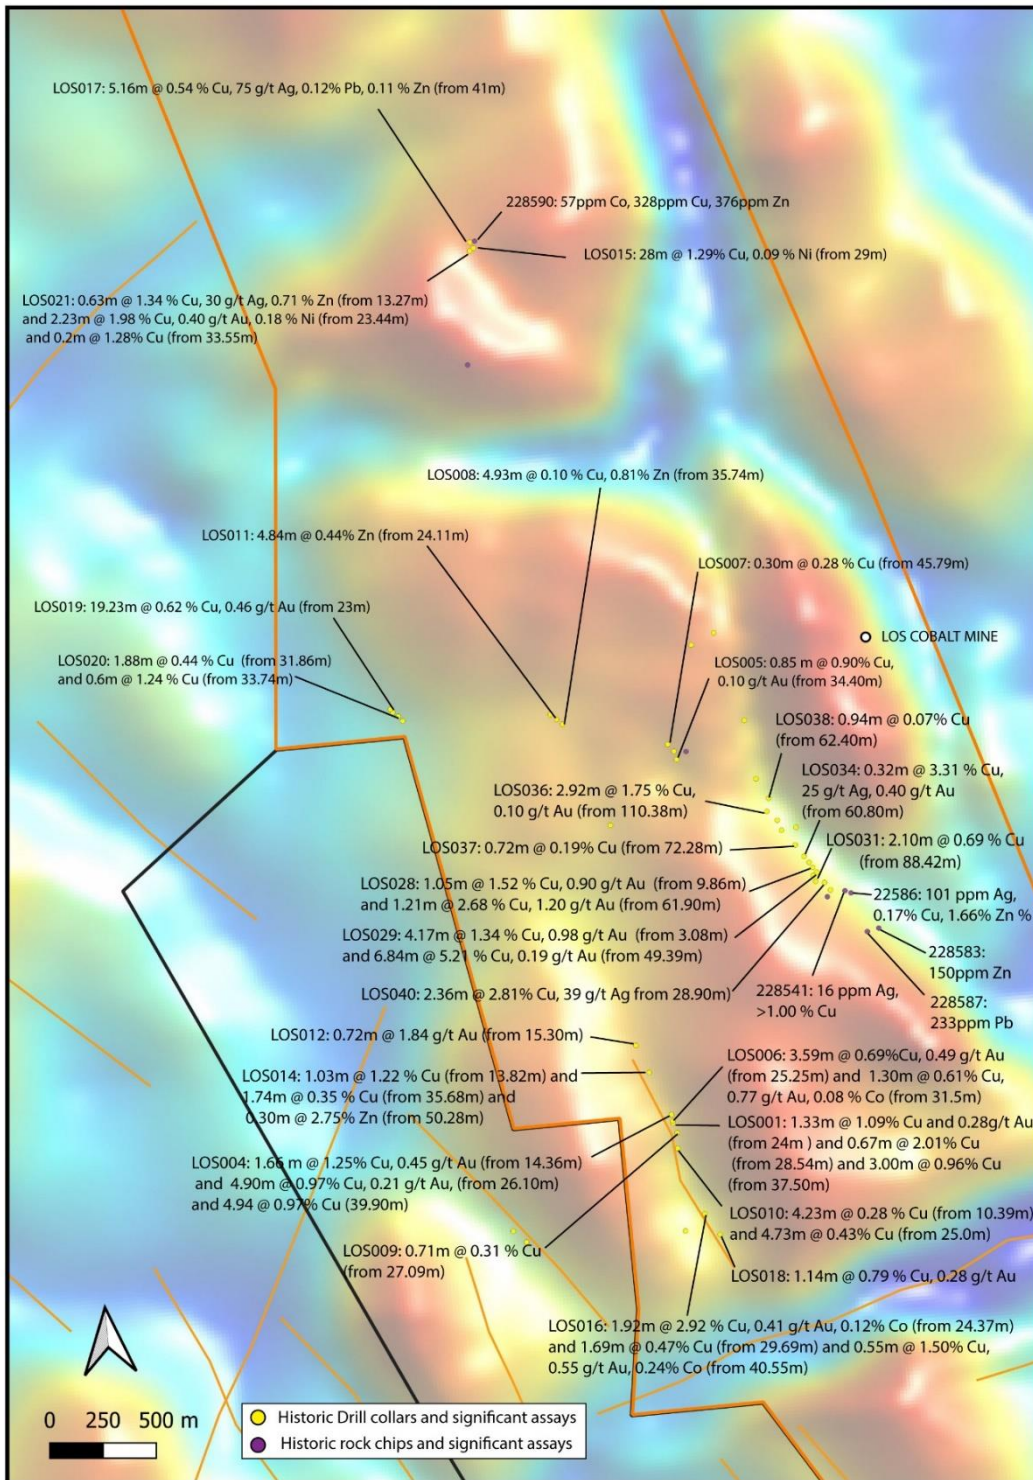 LOS017: 5.16m @ 0.54 % Cu, 75 g/t Ag, 0.12% Pb, 0.11 % Zn (from 41m)
228590: 57ppm Co, 328ppm Cu, 376ppm Zn
LOS015: 28m @ 1.29% Cu, 0.09 % Ni (from 29m)
LOS021: 0.63m @ 1.34 % Cu, 30 g/t Ag, 0.71 % Zn (from 13.27m)
and 2.23m @ 1.98 % Cu, 0.40 g/t Au, 0.18 % Ni (from 23.44m)
and 0.2m @ 1.28% Cu (from 33.55m)
LOS008: 4.93m @ 0.10 % Cu, 0.81% Zn (from 35.74m)
LOS011: 4.84m @ 0.44% Zn (from 24.11m)
LOS007: 0.30m @ 0.28 % Cu (from 45.79m)
LOS019: 19.23m @ 0.62 % Cu, 0.46 g/t Au (from 23m)
LOS COBALT MINE
LOS020: 1.88m @ 0.44 % Cu (from 31.86m)
and 0.6m @ 1.24 % Cu (from 33.74m)
LOS005: 0.85 m @ 0.90% Cu,
0.10 g/t Au (from 34.40m)
LOS038: 0.94m @ 0.07% Cu
(from 62.40m)
LOS034: 0.32m @ 3.31 % Cu,
25 g/t Ag, 0.40 g/t Au
(from 60.80m)
LOS036: 2.92m @ 1.75 % Cu,
0.10 g/t Au (from 110.38m)
LOS031: 2.10m @ 0.69 % Cu
(from 88.42m)
LOS037: 0.72m @ 0.19% Cu (from 72.28m)
LOS028: 1.05m @ 1.52 % Cu, 0.90 g/t Au (from 9.86m)
and 1.21m @ 2.68 % Cu, 1.20 g/t Au (from 61.90m)
22586: 101 ppm Ag,
0.17% Cu, 1.66% Zn %
LOS029: 4.17m @ 1.34 % Cu, 0.98 g/t Au (from 3.08m)
and 6.84m @ 5.21 % Cu, 0.19 g/t Au (from 49.39m)
228583:
150ppm Zn
LOS040: 2.36m @ 2.81% Cu, 39 g/t Ag from 28.90m)
228541: 16 ppm Ag,
>1.00 % Cu
228587:
233ppm Pb
LOS012: 0.72m @ 1.84 g/t Au (from 15.30m)
LOS006: 3.59m @ 0.69%Cu, 0.49 g/t Au
(from 25.25m) and 1.30m @ 0.61% Cu,
0.77 g/t Au, 0.08 % Co (from 31.5m)
LOS014: 1.03m @ 1.22 % Cu (from 13.82m) and
1.74m @ 0.35 % Cu (from 35.68m) and
0.30m @ 2.75% Zn (from 50.28m)
LOS001: 1.33m @ 1.09% Cu and 0.28g/t Au
(from 24m ) and 0.67m @ 2.01% Cu
(from 28.54m) and 3.00m @ 0.96% Cu
(from 37.50m)
LOS004: 1.66 m @ 1.25% Cu, 0.45 g/t Au (from 14.36m)
and 4.90m @ 0.97% Cu, 0.21 g/t Au, (from 26.10m)
and 4.94 @ 0.97% Cu (39.90m)
LOS010: 4.23m @ 0.28 % Cu (from 10.39m)
and 4.73m @ 0.43% Cu (from 25.0m)
LOS009: 0.71m @ 0.31 % Cu
(from 27.09m)
LOS018: 1.14m @ 0.79 % Cu, 0.28 g/t Au
LOS016: 1.92m @ 2.92 % Cu, 0.41 g/t Au, 0.12% Co (from 24.37m)
and 1.69m @ 0.47% Cu (from 29.69m) and 0.55m @ 1.50% Cu,
0.55 g/t Au, 0.24% Co (from 40.55m)
0 250 500 m
Historic Drill collars and significant assays
Historic rock chips and significant assays